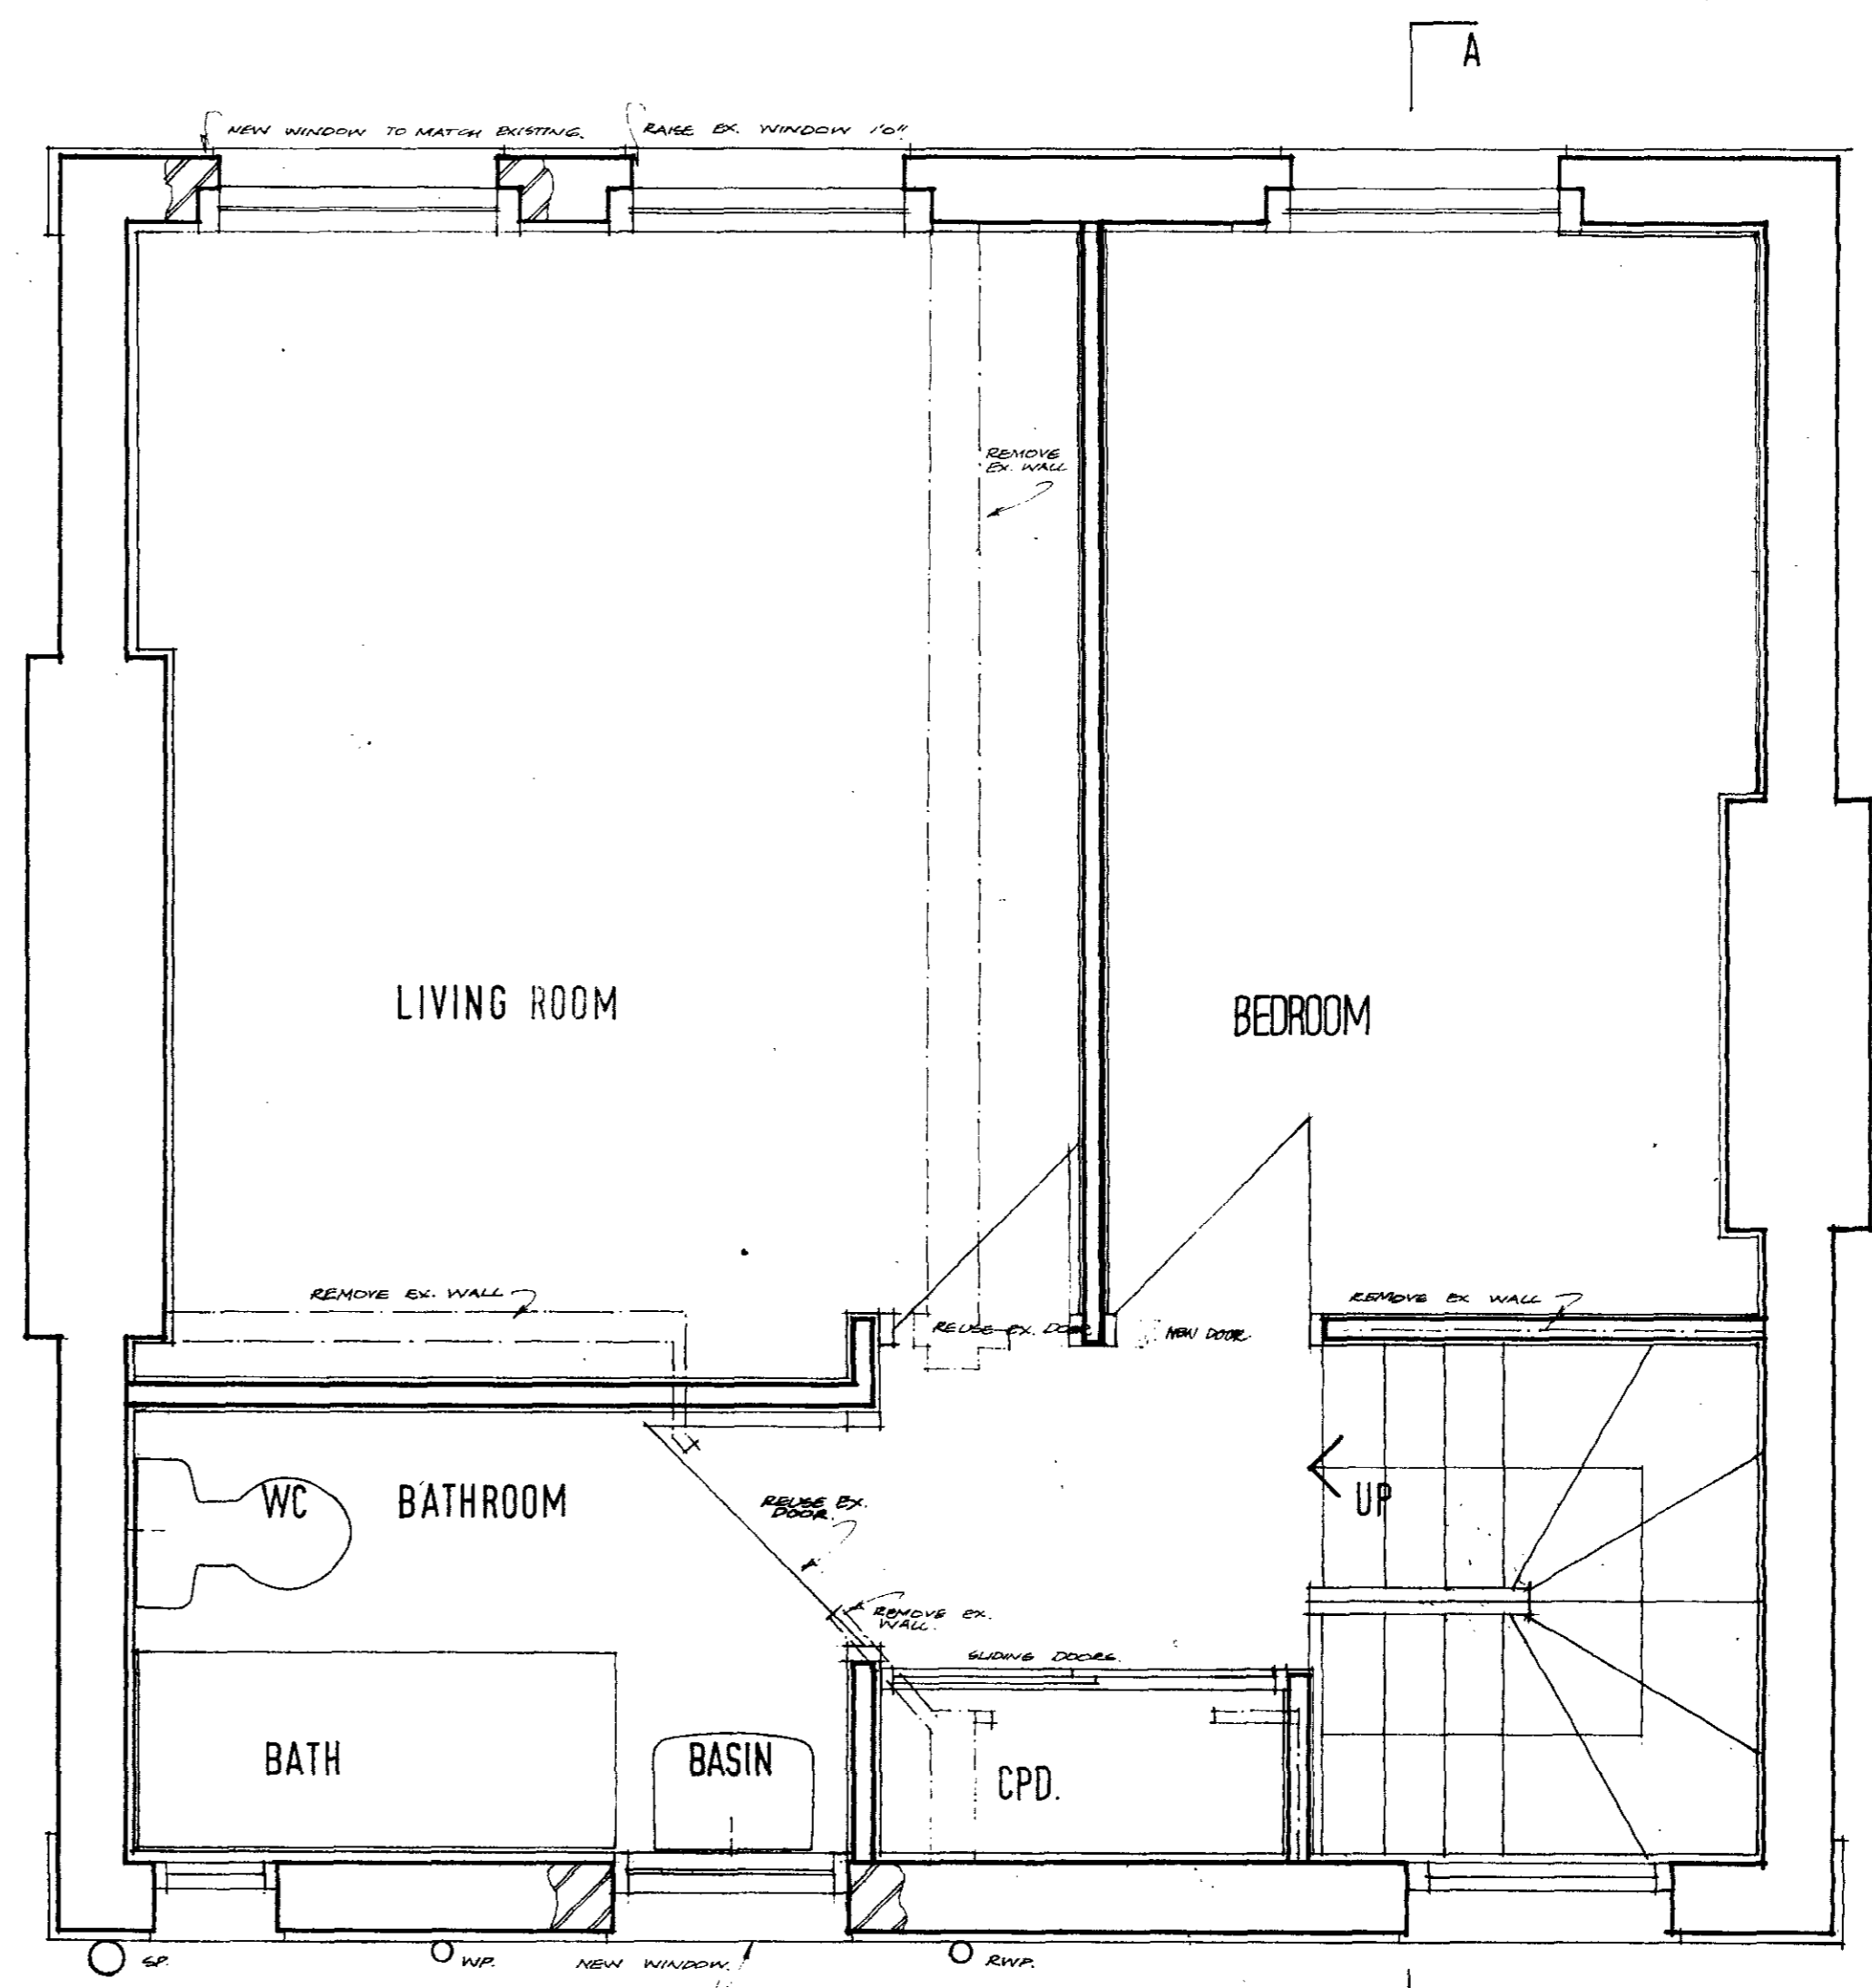 A
NEW WINDOW TO MATCH EXISTING.
RAISE EX. WINDOW 1'0"
REMOVE
EX. WALL
LIVING ROOM
BEDROOM
REMOVE EX. WALL
REUSE EX. DOOR
NEW DOOR
REMOVE EX WALL
WC
BATHROOM
REUSE EX.
DOOR.
UP
REMOVE EX.
WALL.
SLIDING DOORS.
BATH
BASIN
CPD.
SP.
WP.
NEW WINDOW.
RWP.